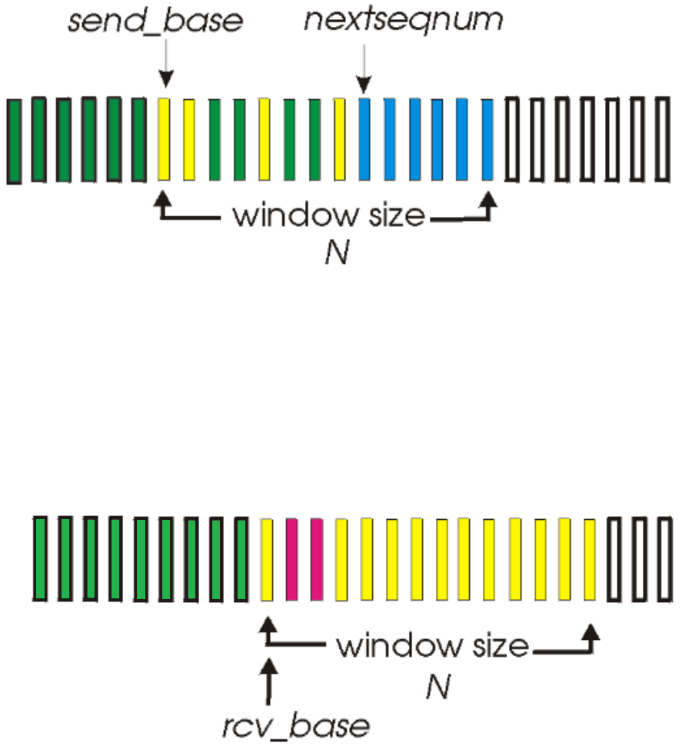 send_base nextseqnum
window size
N
window size
N
rcv_base